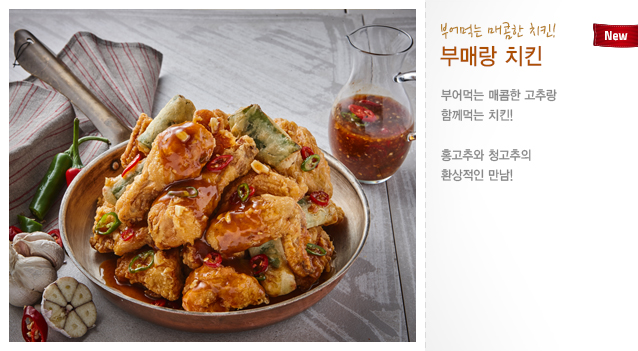 부어먹는 매콤한 치킨!
부매랑 치킨
New
부어먹는 매콤한 고추랑
함께먹는 치킨!!
홍고추와 청고추의
환상적인 만남!